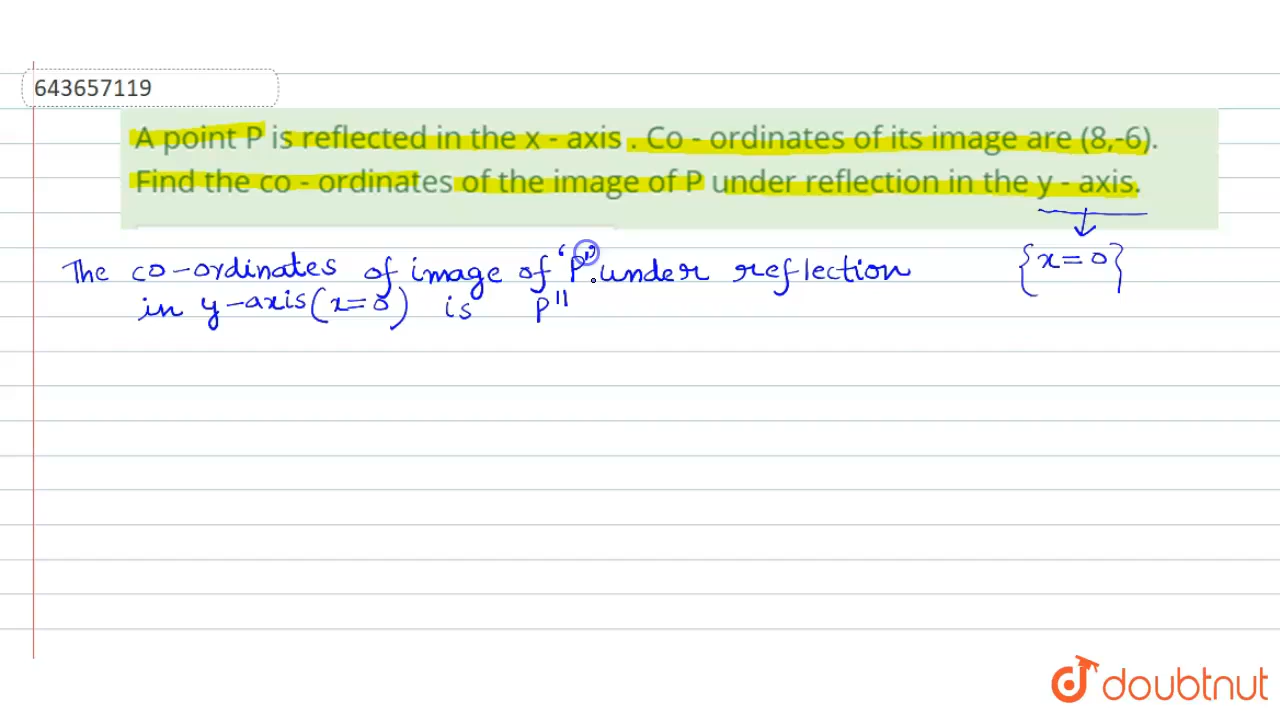 643657119
A point P is reflected in the x - axis . Co - ordinates of its image are (8,-6).
Find the co - ordinates of the image of P under reflection in the y - axis.
{x=0}
The co-ordinates of image of 'P'. under reflection
in y-axis (x=0) is P"
doubtnut